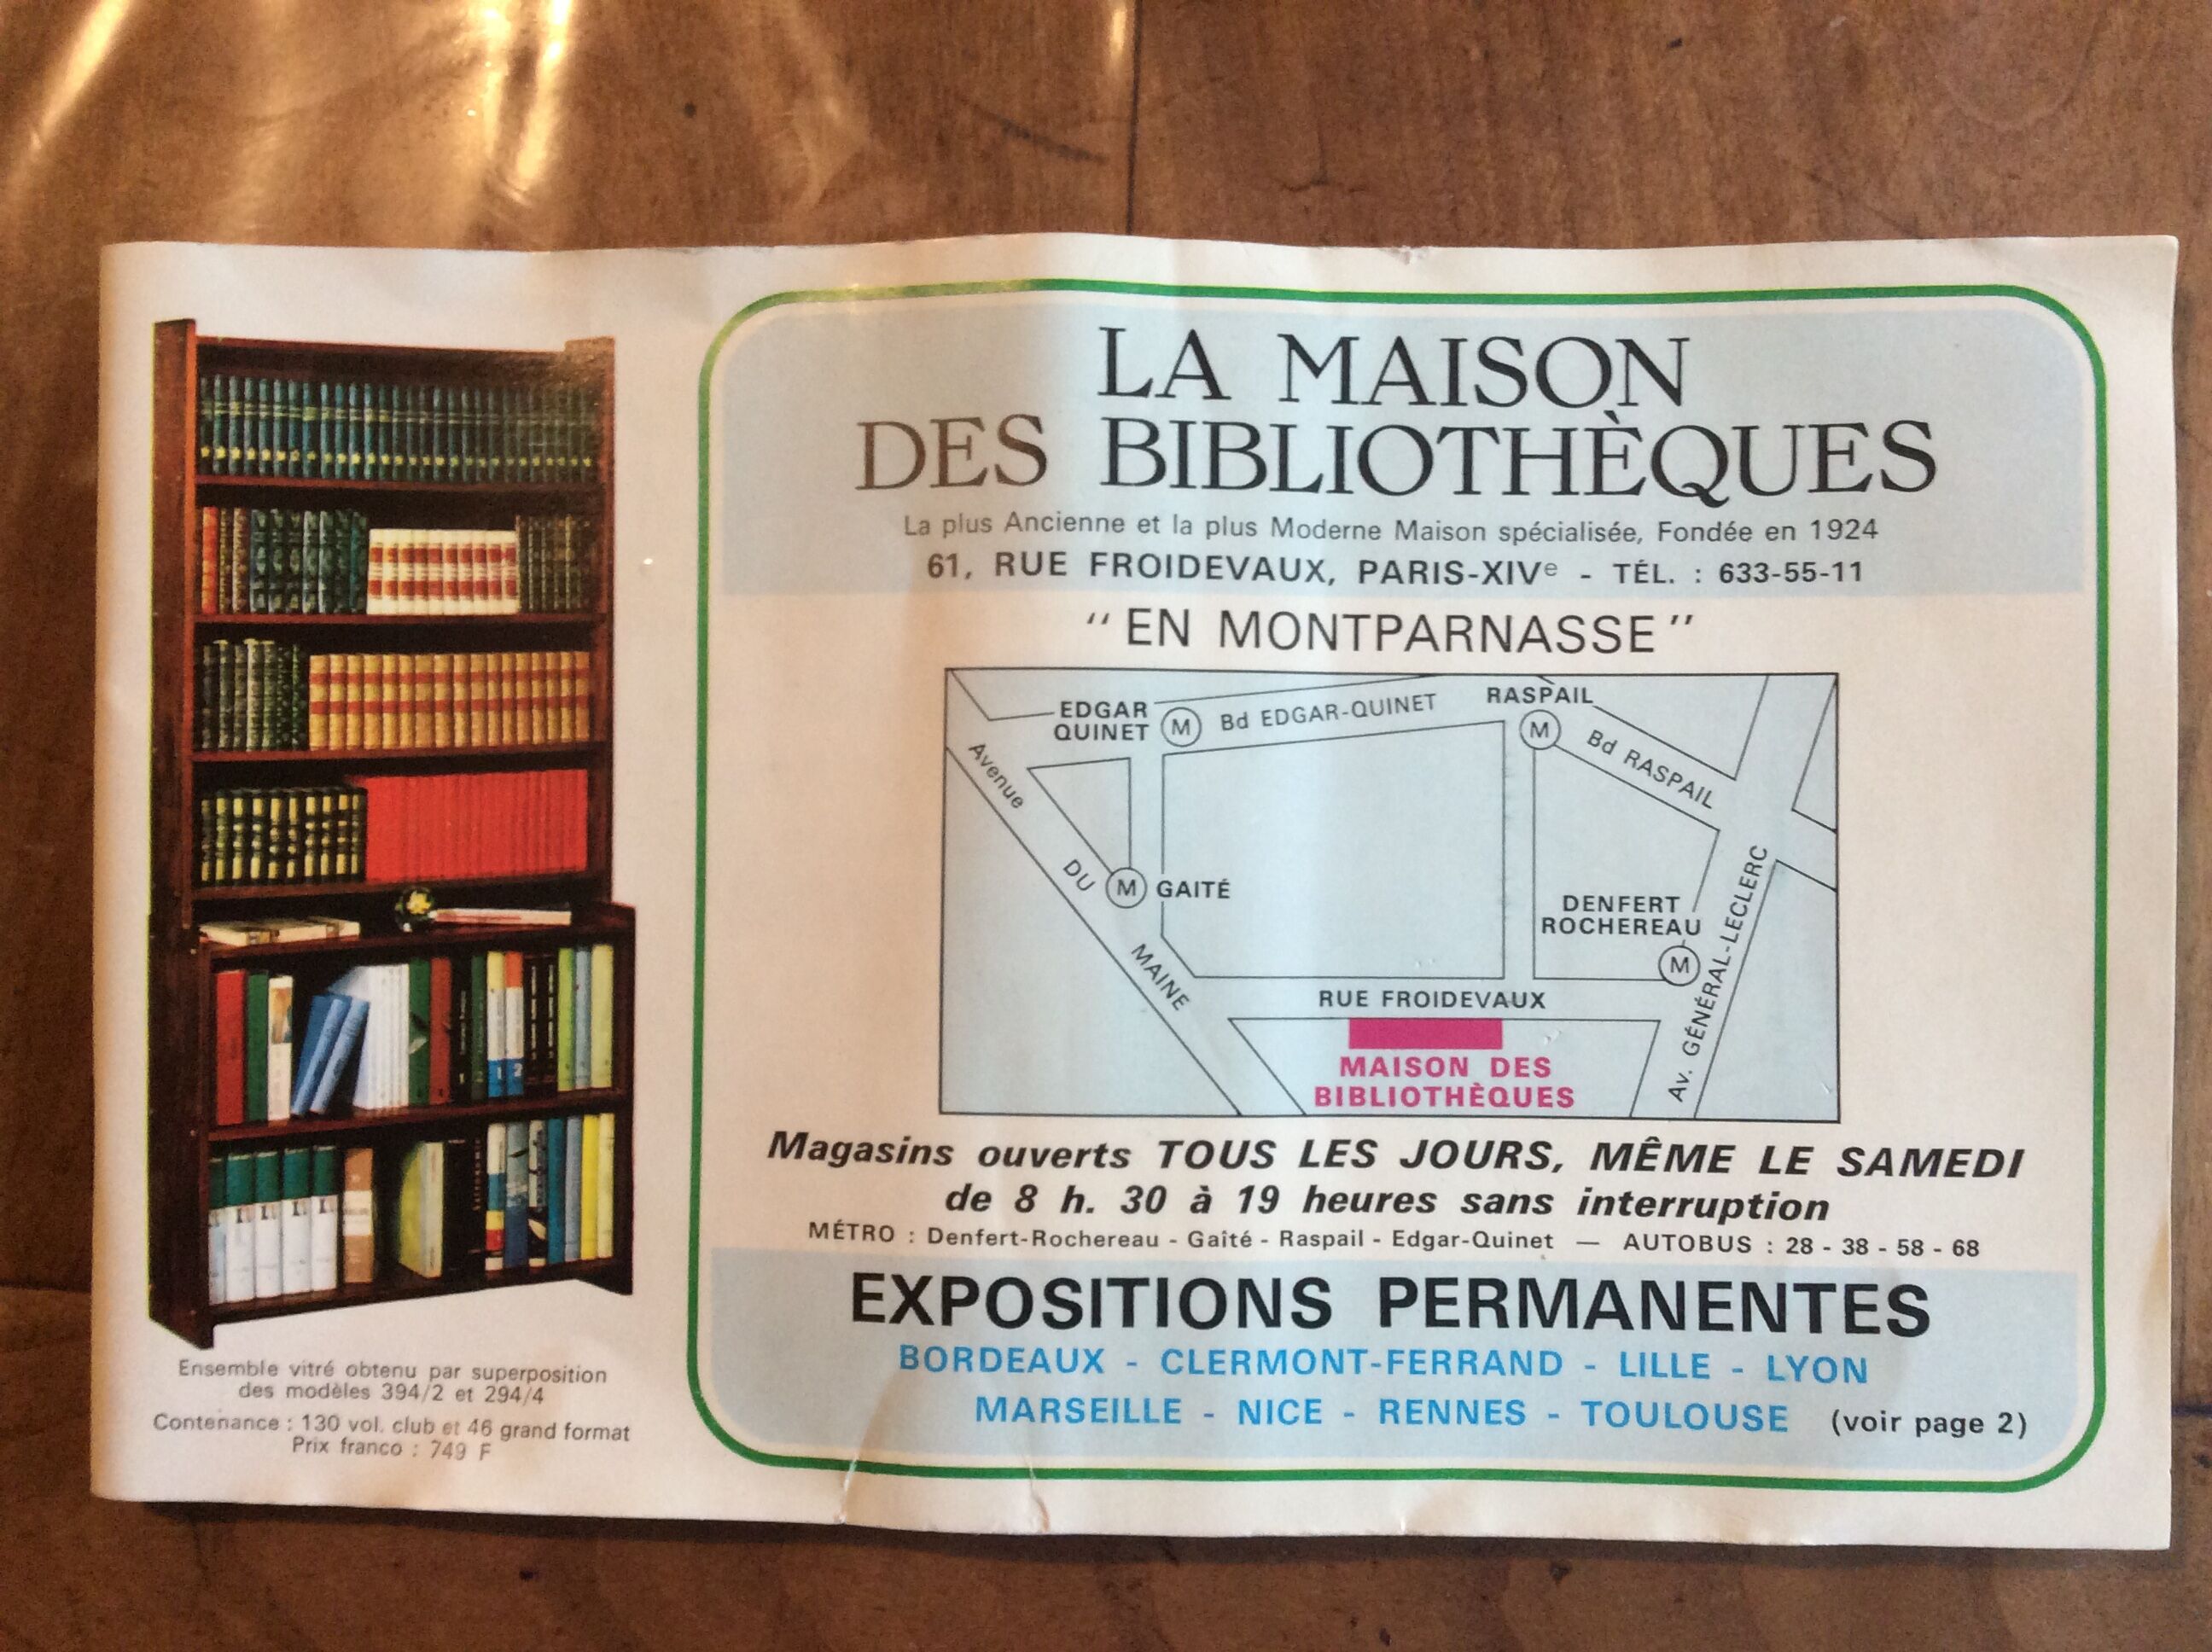 LA MAISON
DES BIBLIOTHÈQUES
La plus Ancienne et la plus Moderne Maison spécialisée, Fondée en 1924
61, RUE FROIDEVAUX, PARIS-XIVe - TÉL. : 633-55-11
"EN MONTPARNASSE"
EDGAR
QUINET
M
Bd EDGAR-QUINET
RASPAIL
M
Bd RASPAIL
Avenue
DU
MAINE
M
GAITÉ
DENFERT
ROCHEREAU
M
Av. GÉNÉRAL-LECLERC
RUE FROIDEVAUX
MAISON DES
BIBLIOTHÈQUES
Magasins ouverts TOUS LES JOURS, MÊME LE SAMEDI
de 8 h. 30 à 19 heures sans interruption
MÉTRO : Denfert-Rochereau - Gaîté - Raspail - Edgar-Quinet — AUTOBUS : 28 - 38 - 58 - 68
EXPOSITIONS PERMANENTES
BORDEAUX - CLERMONT-FERRAND - LILLE - LYON
MARSEILLE - NICE - RENNES - TOULOUSE (voir page 2)
Ensemble vitré obtenu par superposition
des modèles 394/2 et 294/4
Contenance : 130 vol. club et 46 grand format
Prix franco : 749 F